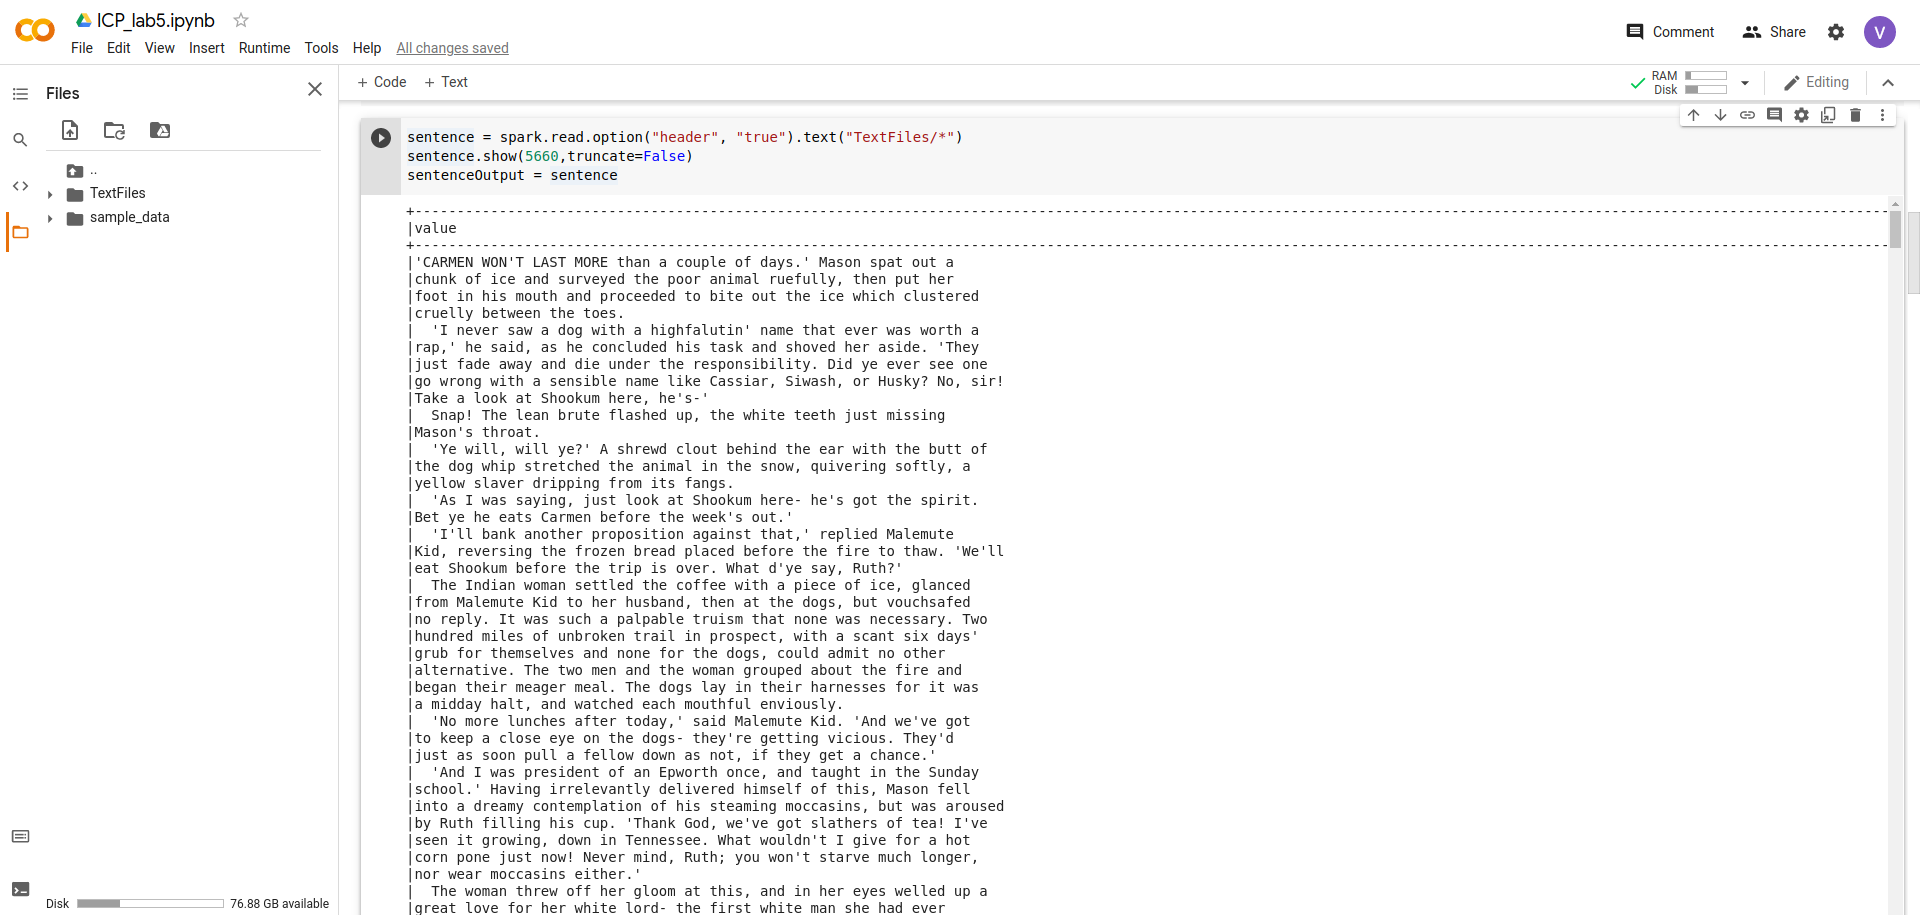 ICP_lab5.ipynb
File Edit View Insert Runtime Tools Help All changes saved
Comment Share V
Files
+ Code + Text
RAM
Disk
Editing
..
TextFiles
sample_data
sentence = spark.read.option("header", "true").text("TextFiles/*")
sentence.show(5660,truncate=False)
sentenceOutput = sentence
|value
|'CARMEN WON'T LAST MORE than a couple of days.' Mason spat out a
|chunk of ice and surveyed the poor animal ruefully, then put her
|foot in his mouth and proceeded to bite out the ice which clustered
|cruelly between the toes.
|  'I never saw a dog with a highfalutin' name that ever was worth a
|rap,' he said, as he concluded his task and shoved her aside. 'They
|just fade away and die under the responsibility. Did ye ever see one
|go wrong with a sensible name like Cassiar, Siwash, or Husky? No, sir!
|Take a look at Shookum here, he's-'
|  Snap! The lean brute flashed up, the white teeth just missing
|Mason's throat.
|  'Ye will, will ye?' A shrewd clout behind the ear with the butt of
|the dog whip stretched the animal in the snow, quivering softly, a
|yellow slaver dripping from its fangs.
|  'As I was saying, just look at Shookum here- he's got the spirit.
|Bet ye he eats Carmen before the week's out.'
|  'I'll bank another proposition against that,' replied Malemute
|Kid, reversing the frozen bread placed before the fire to thaw. 'We'll
|eat Shookum before the trip is over. What d'ye say, Ruth?'
|  The Indian woman settled the coffee with a piece of ice, glanced
|from Malemute Kid to her husband, then at the dogs, but vouchsafed
|no reply. It was such a palpable truism that none was necessary. Two
|hundred miles of unbroken trail in prospect, with a scant six days'
|grub for themselves and none for the dogs, could admit no other
|alternative. The two men and the woman grouped about the fire and
|began their meager meal. The dogs lay in their harnesses for it was
|a midday halt, and watched each mouthful enviously.
|  'No more lunches after today,' said Malemute Kid. 'And we've got
|to keep a close eye on the dogs- they're getting vicious. They'd
|just as soon pull a fellow down as not, if they get a chance.'
|  'And I was president of an Epworth once, and taught in the Sunday
|school.' Having irrelevantly delivered himself of this, Mason fell
|into a dreamy contemplation of his steaming moccasins, but was aroused
|by Ruth filling his cup. 'Thank God, we've got slathers of tea! I've
|seen it growing, down in Tennessee. What wouldn't I give for a hot
|corn pone just now! Never mind, Ruth; you won't starve much longer,
|nor wear moccasins either.'
|  The woman threw off her gloom at this, and in her eyes welled up a
|great love for her white lord- the first white man she had ever
Disk 76.88 GB available